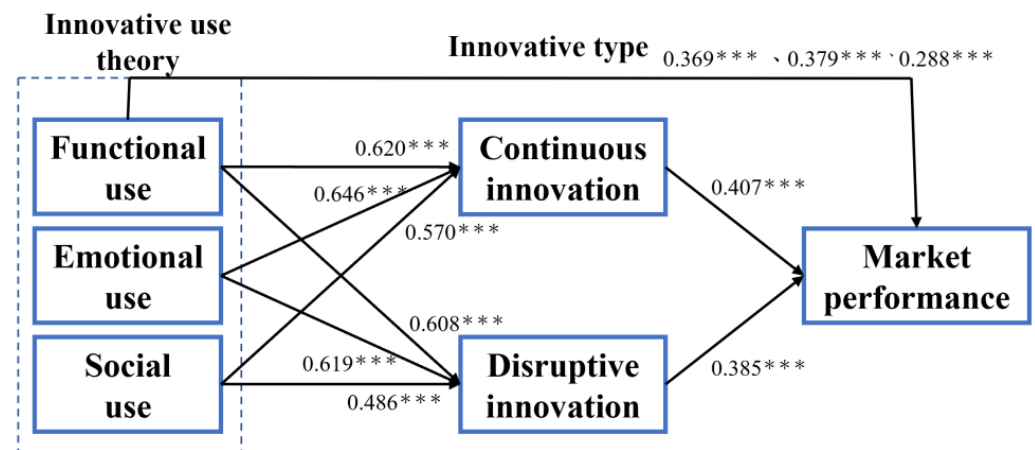 Innovative use
theory
Innovative type
0.369*** 、0.379***、0.288***
Functional
use
0.620***
Continuous
innovation
0.646***
0.407***
0.570***
Emotional
use
Market
performance
0.608***
Social
use
0.619***
Disruptive
innovation
0.385***
0.486***